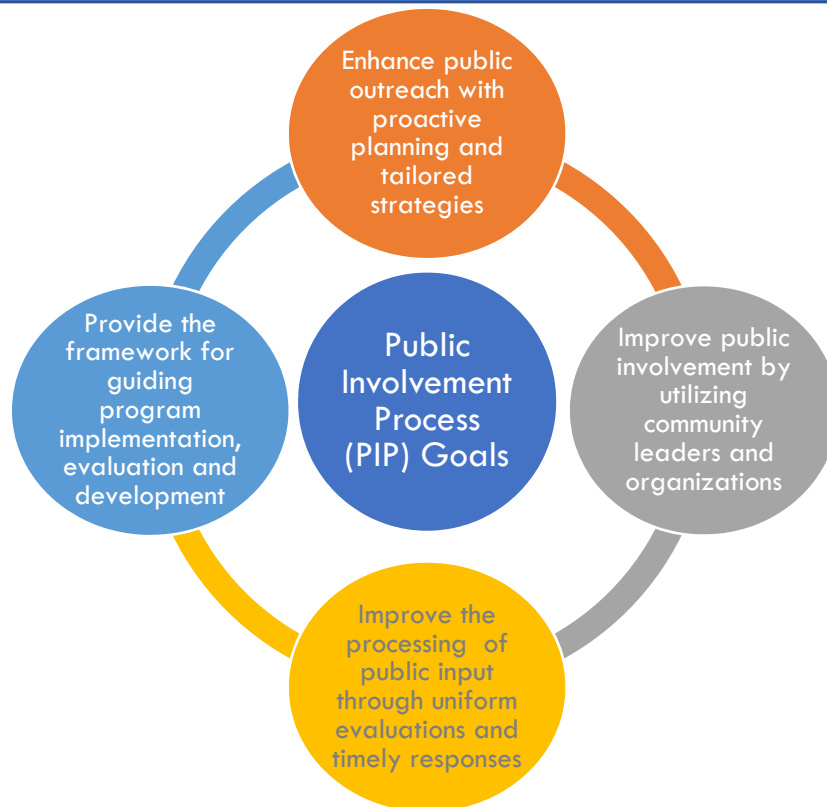 Enhance public
outreach with
proactive
planning and
tailored
strategies
Provide the
framework for
guiding
program
implementation,
evaluation and
development
Public
Involvement
Process
(PIP) Goals
Improve public
involvement by
utilizing
community
leaders and
organizations
Improve the
processing  of
public input
through uniform
evaluations and
timely responses